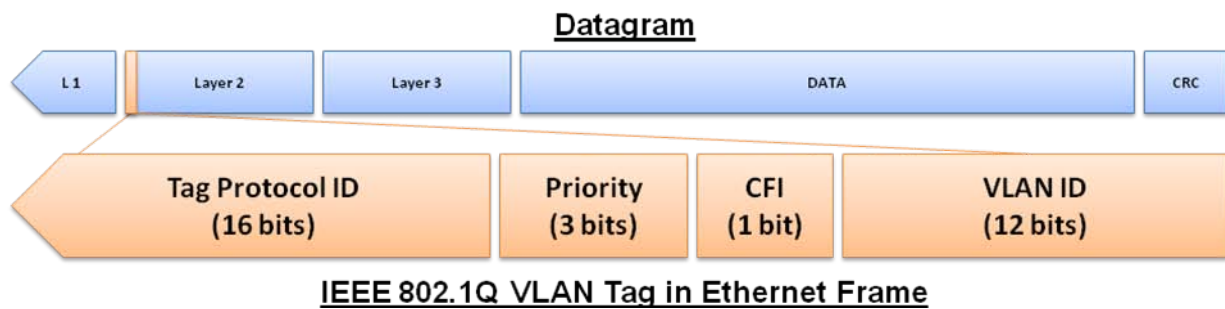 Datagram
L 1
Layer 2
Layer 3
DATA
CRC
Tag Protocol ID
(16 bits)
Priority
(3 bits)
CFI
(1 bit)
VLAN ID
(12 bits)
IEEE 802.1Q VLAN Tag in Ethernet Frame